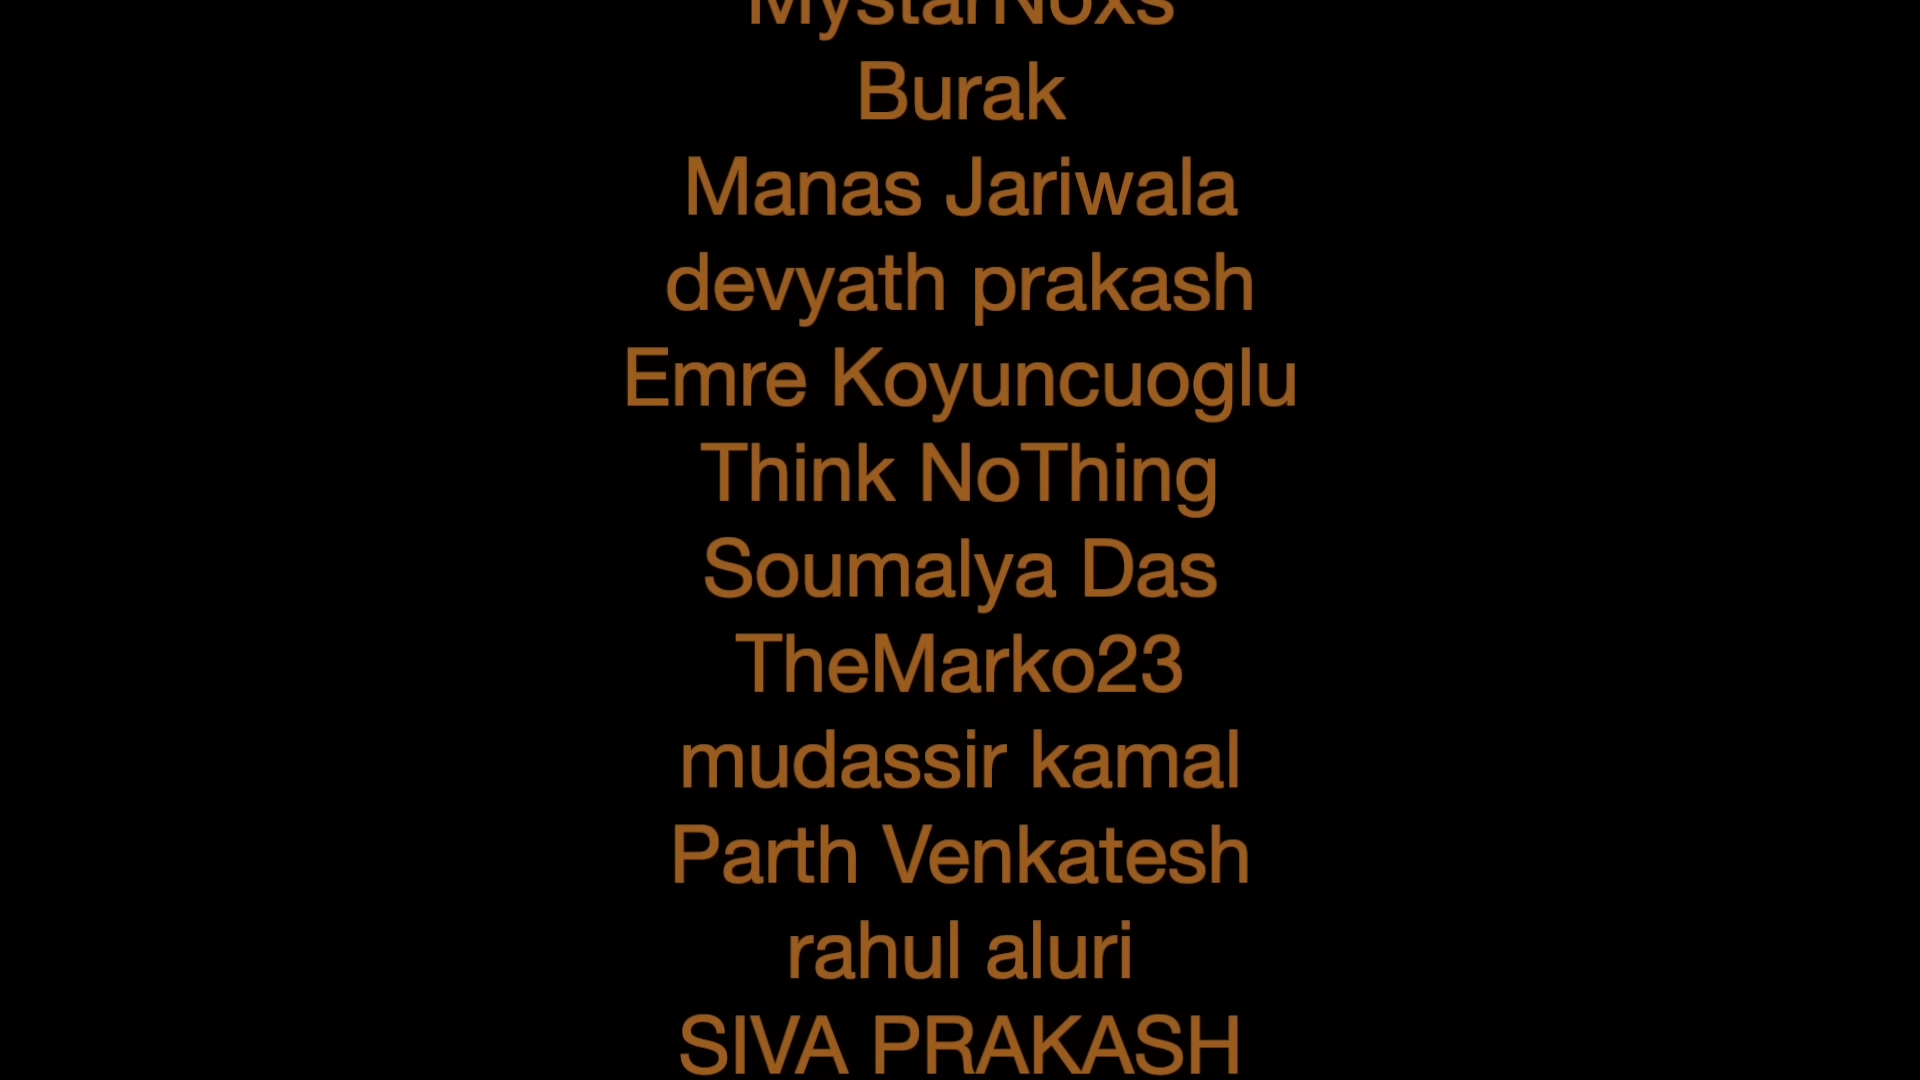 MystarNoxs
Burak
Manas Jariwala
devyath prakash
Emre Koyuncuoglu
Think NoThing
Soumalya Das
TheMarko23
mudassir kamal
Parth Venkatesh
rahul aluri
SIVA PRAKASH